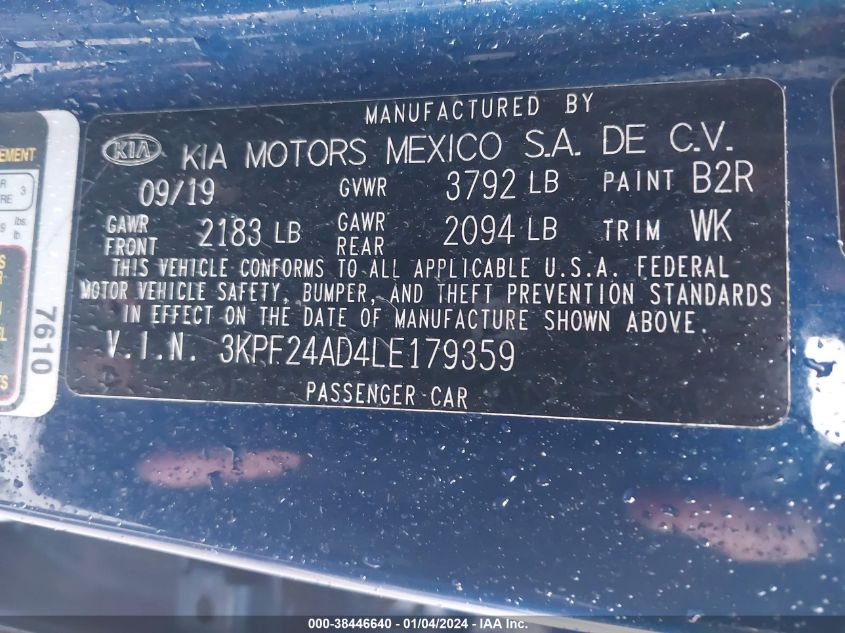 MANUFACTURED BY
KIA KIA MOTORS MEXICO S.A. DE C.V.
09/19 GVWR 3792 LB PAINT B2R
GAWR FRONT 2183 LB GAWR REAR 2094 LB TRIM WK
THIS VEHICLE CONFORMS TO ALL APPLICABLE U.S.A. FEDERAL
MOTOR VEHICLE SAFETY, BUMPER, AND THEFT PREVENTION STANDARDS
IN EFFECT ON THE DATE OF MANUFACTURE SHOWN ABOVE.
V.I.N. 3KPF24AD4LE179359
PASSENGER CAR
7610
000-38446640 - 01/04/2024 - IAA Inc.